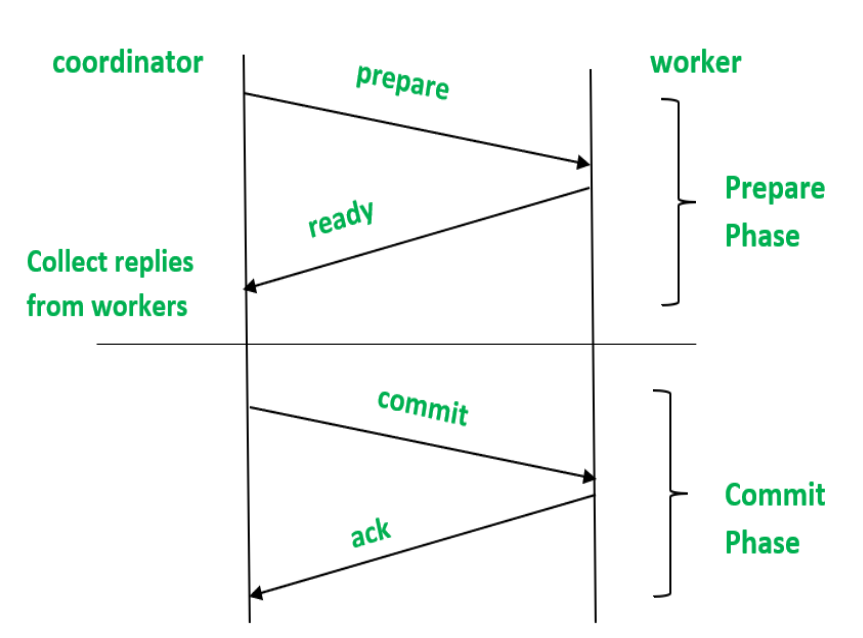 coordinator
prepare
worker
Prepare
Phase
ready
Collect replies
from workers
commit
Commit
Phase
ack